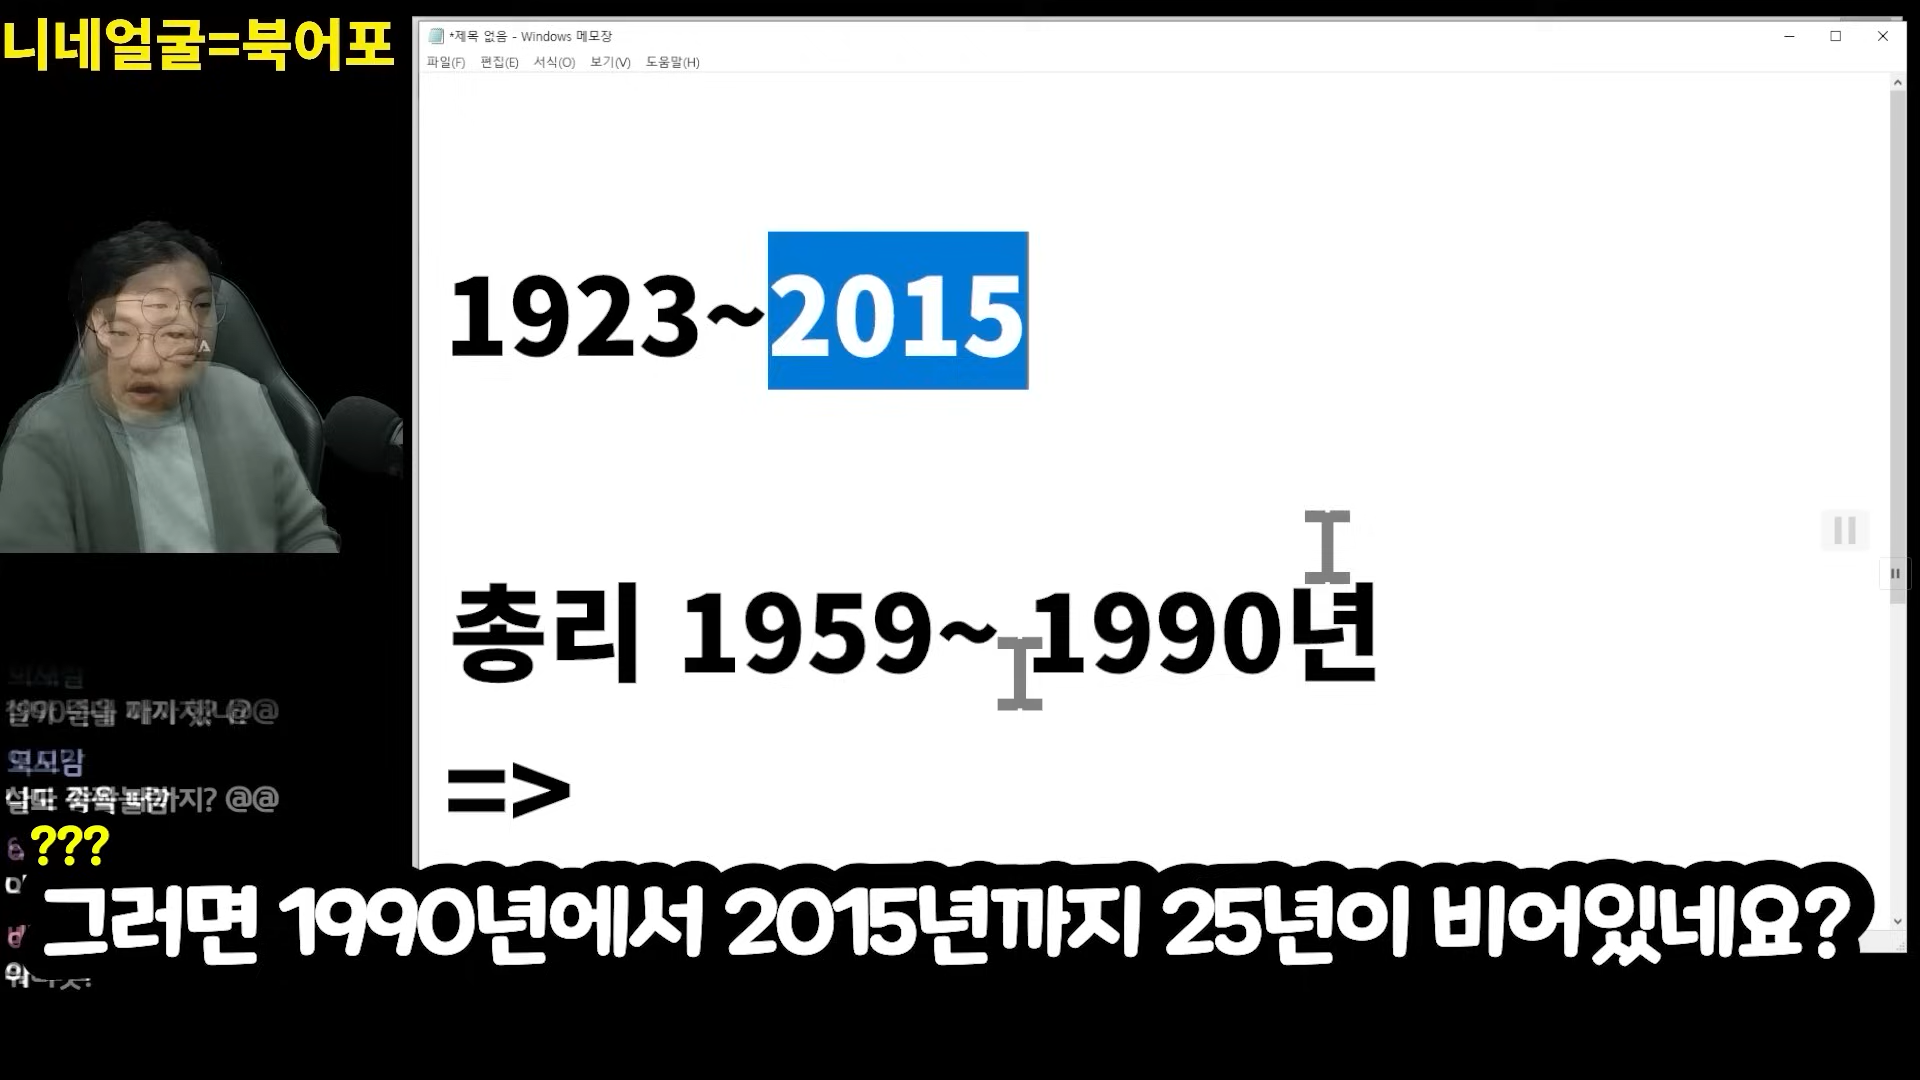 니네얼굴=북어포
*제목 없음 - Windows 메모장
파일(F) 편집(E) 서식(O) 보기(V) 도움말(H)
1923~2015
총리 1959~ 1990년
=>
???
그러면 1990년에서 2015년까지 25년이 비어있네요?